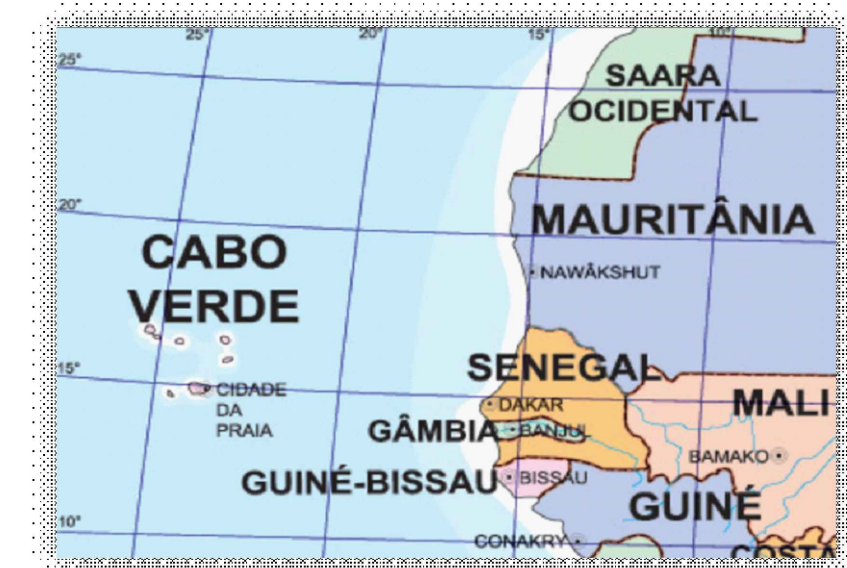 25°
20°
15°
10°
25°
SAARA
OCIDENTAL
20°
MAURITÂNIA
CABO
VERDE
NAWÂKSHUT
15°
SENEGAL
CIDADE
DA
PRAIA
DAKAR
MALI
GÂMBIA
BANJUL
BAMAKO
GUINÉ-BISSAU
BISSAU
GUINÉ
10°
CONAKRY
COSTA